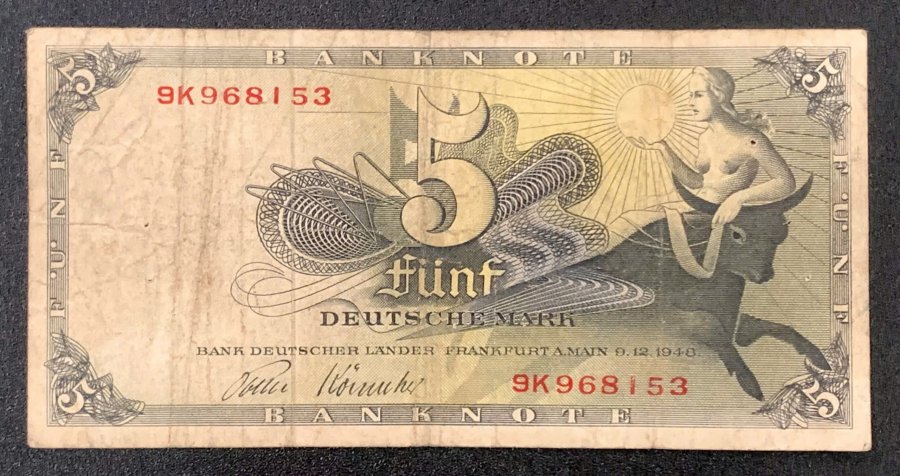 BANKNOTE
5
5
9K968153
5
FÜNF
FÜNF
Fünf
DEUTSCHE MARK
BANK DEUTSCHER LÄNDER FRANKFURT A.MAIN 9.12.1948.
9K968153
5
5
BANKNOTE